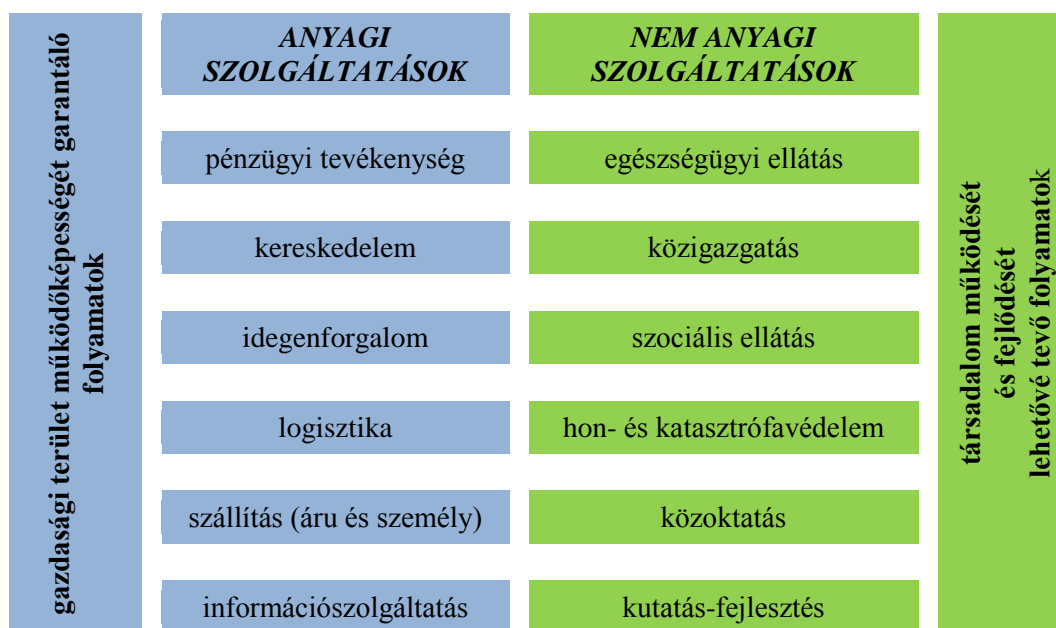 gazdasági terület működőképességét garantáló
folyamatok
ANYAGI
SZOLGÁLTATÁSOK
pénzügyi tevékenység
kereskedelem
idegenforgalom
logisztika
szállítás (áru és személy)
információszolgáltatás
NEM ANYAGI
SZOLGÁLTATÁSOK
egészségügyi ellátás
közigazgatás
szociális ellátás
hon- és katasztrófavédelem
közoktatás
kutatás-fejlesztés
társadalom működését
és fejlődését
lehetővé tevő folyamatok